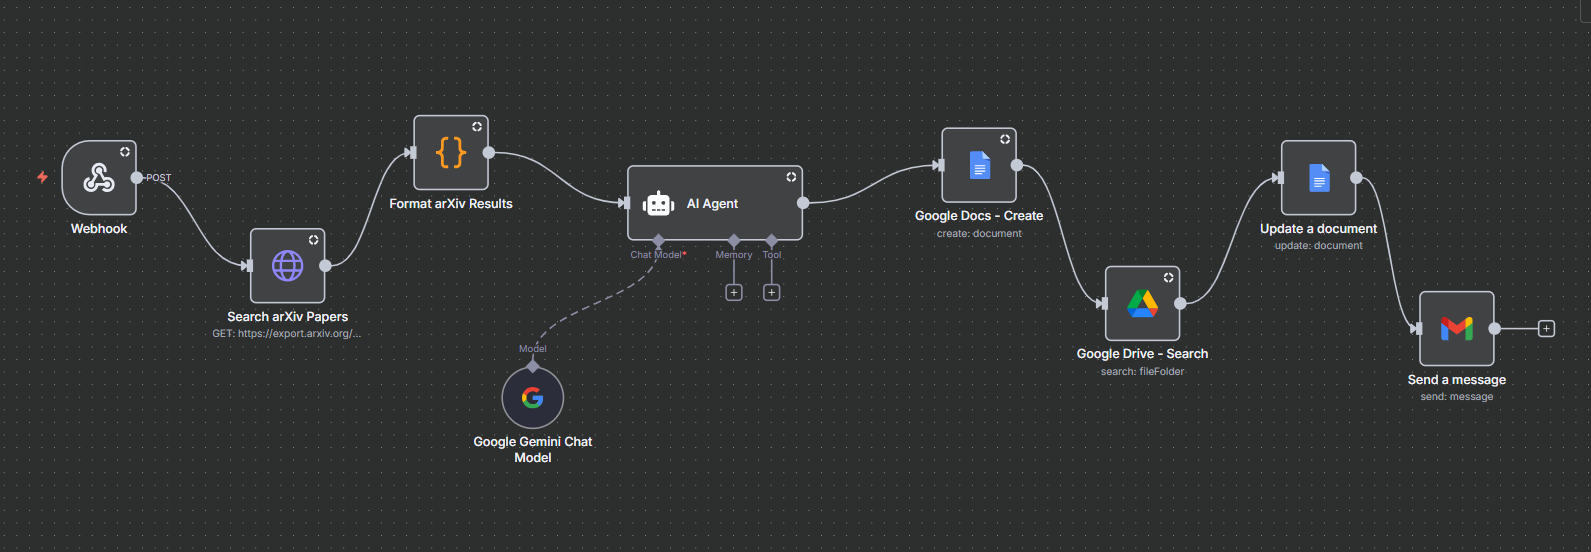 POST
Webhook
Search arXiv Papers
GET: https://export.arxiv.org/...
{}
Format arXiv Results
AI Agent
Chat Model*
Memory
Tool
Model
Google Gemini Chat
Model
Google Docs - Create
create: document
Google Drive - Search
search: fileFolder
Update a document
update: document
Send a message
send: message